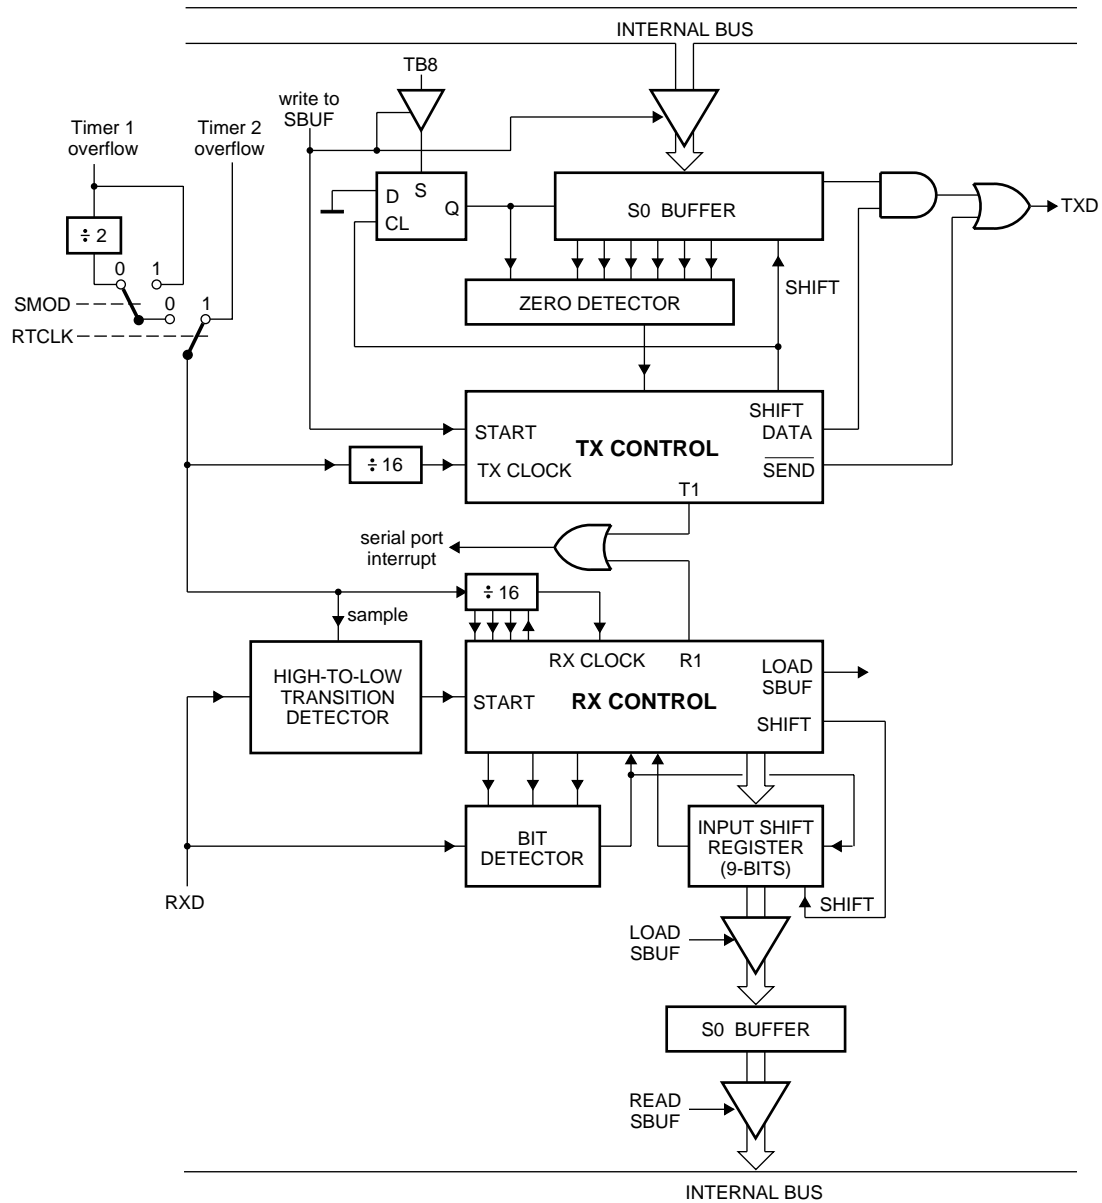 INTERNAL BUS
TB8
write to
SBUF
Timer 1
overflow
Timer 2
overflow
D
S
Q
CL
S0 BUFFER
TXD
÷ 2
0
1
SMOD
0
1
RTCLK
ZERO DETECTOR
SHIFT
START
TX CONTROL
SHIFT
DATA
÷ 16
TX CLOCK
SEND
T1
serial port
interrupt
÷ 16
sample
HIGH-TO-LOW
TRANSITION
DETECTOR
RX CLOCK
R1
LOAD
SBUF
START
RX CONTROL
SHIFT
BIT
DETECTOR
INPUT SHIFT
REGISTER
(9-BITS)
RXD
SHIFT
LOAD
SBUF
S0 BUFFER
READ
SBUF
INTERNAL BUS